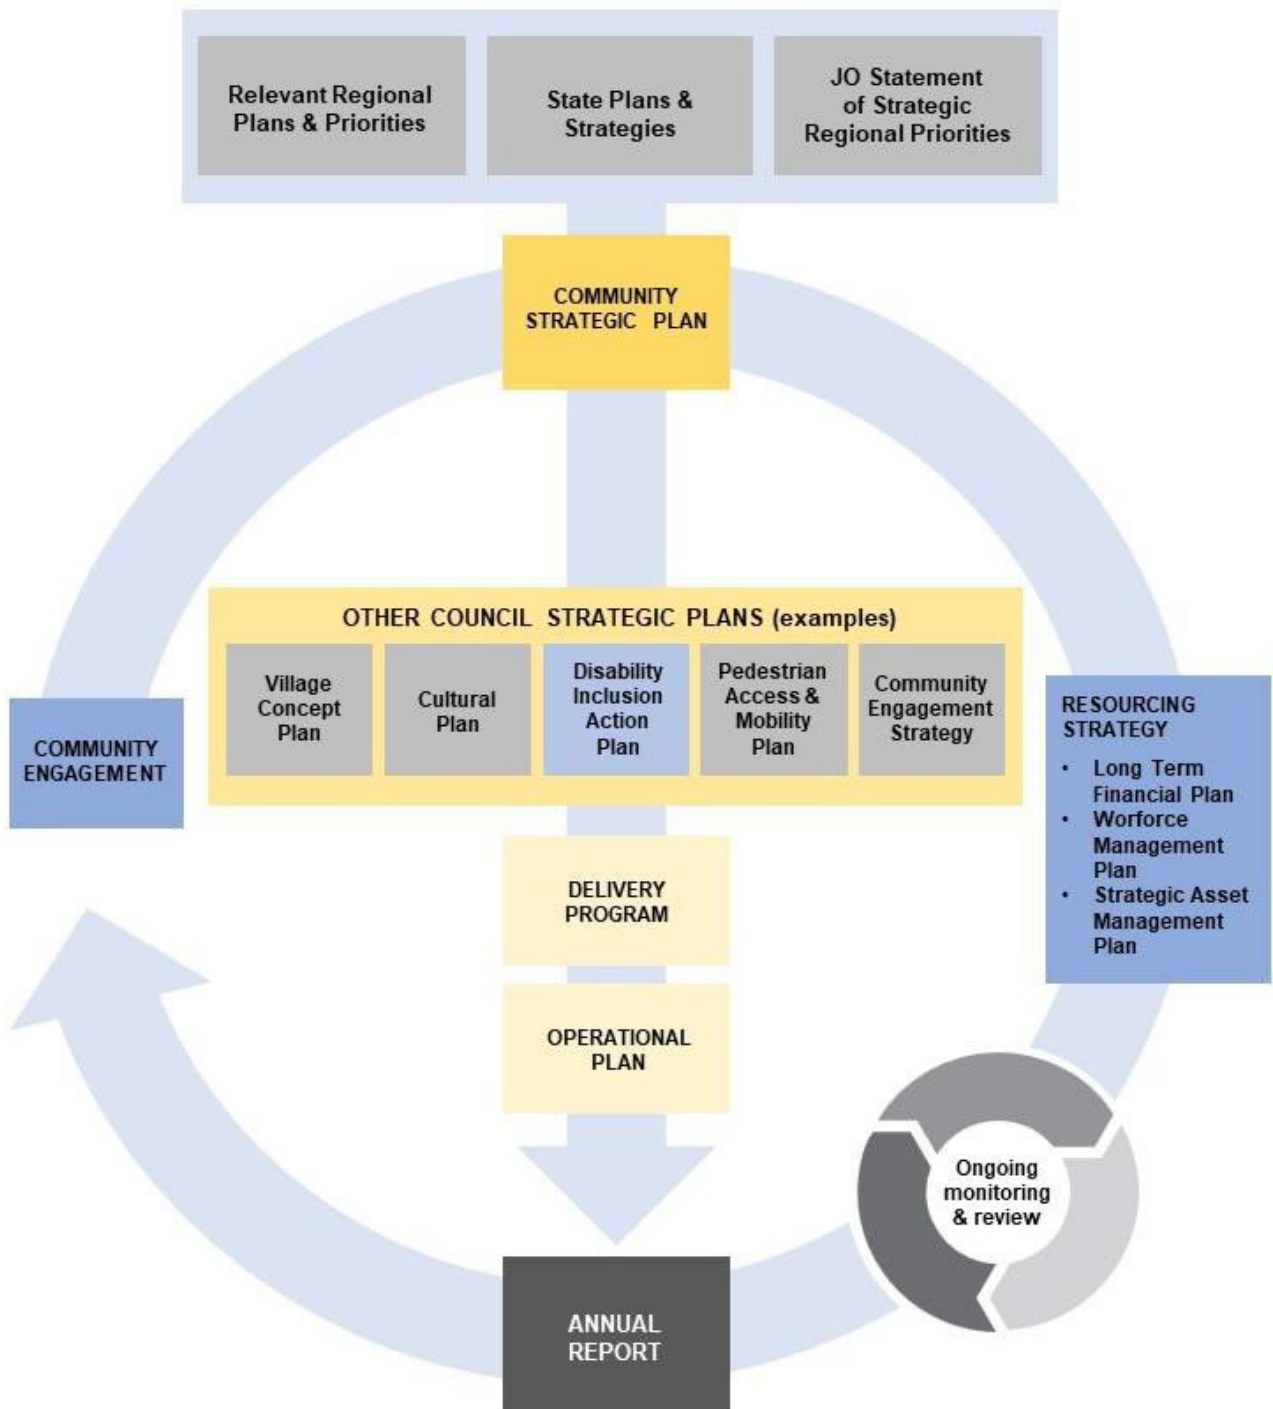 Relevant Regional
Plans & Priorities
State Plans &
Strategies
JO Statement
of Strategic
Regional Priorities
COMMUNITY
STRATEGIC PLAN
OTHER COUNCIL STRATEGIC PLANS (examples)
Village
Concept
Plan
Cultural
Plan
Disability
Inclusion
Action
Plan
Pedestrian
Access &
Mobility
Plan
Community
Engagement
Strategy
COMMUNITY
ENGAGEMENT
RESOURCING
STRATEGY
• Long Term
Financial Plan
• Worforce
Management
Plan
• Strategic Asset
Management
Plan
DELIVERY
PROGRAM
OPERATIONAL
PLAN
Ongoing
monitoring
& review
ANNUAL
REPORT